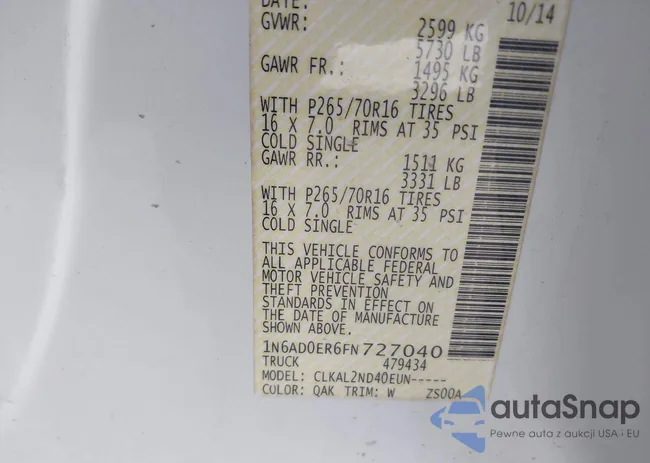 DATE: 10/14
GVWR: 2599 KG
5730 LB
GAWR FR.: 1495 KG
3296 LB
WITH P265/70R16 TIRES
16 X 7.0 RIMS AT 35 PSI
COLD SINGLE
GAWR RR.: 1511 KG
3331 LB
WITH P265/70R16 TIRES
16 X 7.0 RIMS AT 35 PSI
COLD SINGLE
THIS VEHICLE CONFORMS TO
ALL APPLICABLE FEDERAL
MOTOR VEHICLE SAFETY AND
THEFT PREVENTION
STANDARDS IN EFFECT ON
THE DATE OF MANUFACTURE
SHOWN ABOVE.
1N6AD0ER6FN727040
TRUCK 479434
MODEL: CLKAL2ND40EUN-----
COLOR: QAK TRIM: W ZS00A
autaSnap
Pewne auta z aukcji USA i EU